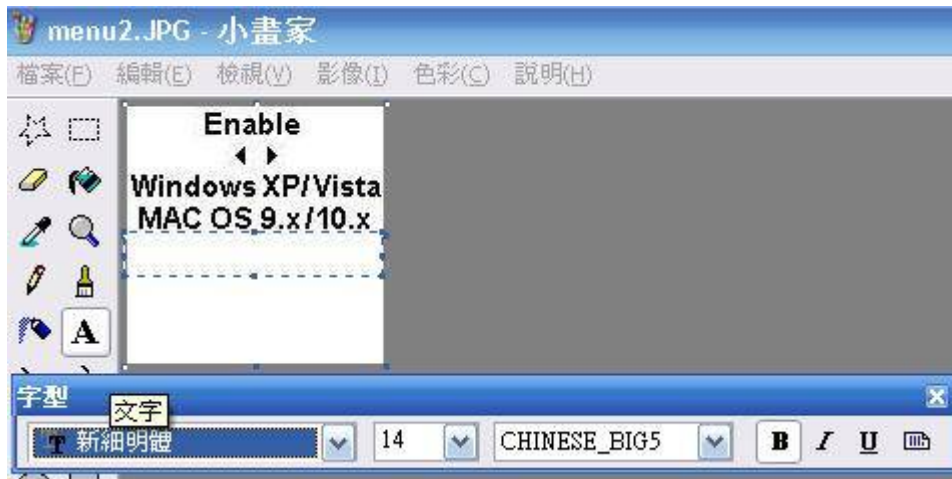 menu2.JPG - 小畫家
檔案(F) 編輯(E) 檢視(V) 影像(I) 色彩(C) 說明(H)
Enable
Windows XP/Vista
MAC OS 9.x/10.x
A
字型
文字
新細明體 14 CHINESE_BIG5 B I U